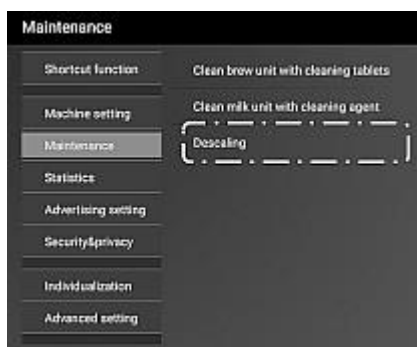 Maintenance
Shortcut function
Machine setting
Maintenance
Statistics
Advertising setting
Security&privacy
Individualization
Advanced setting
Clean brew unit with cleaning tablets
Clean milk unit with cleaning agent
Descaling